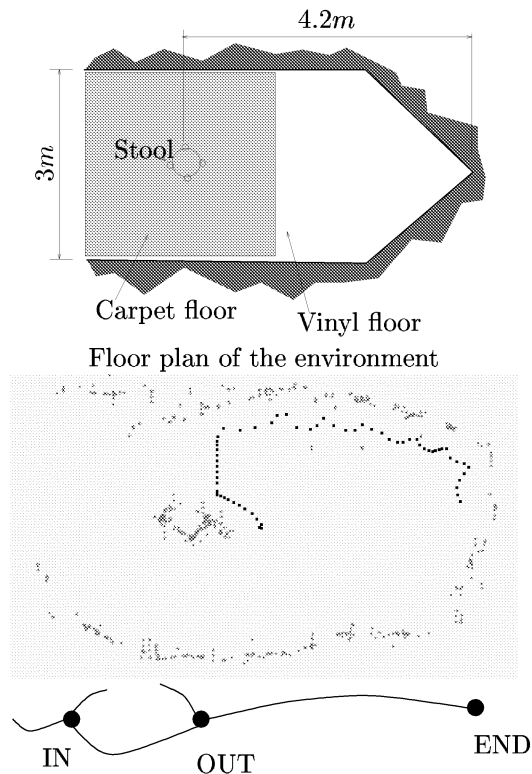 4.2m
3m
Stool
Carpet floor
Vinyl floor
Floor plan of the environment
IN
OUT
END